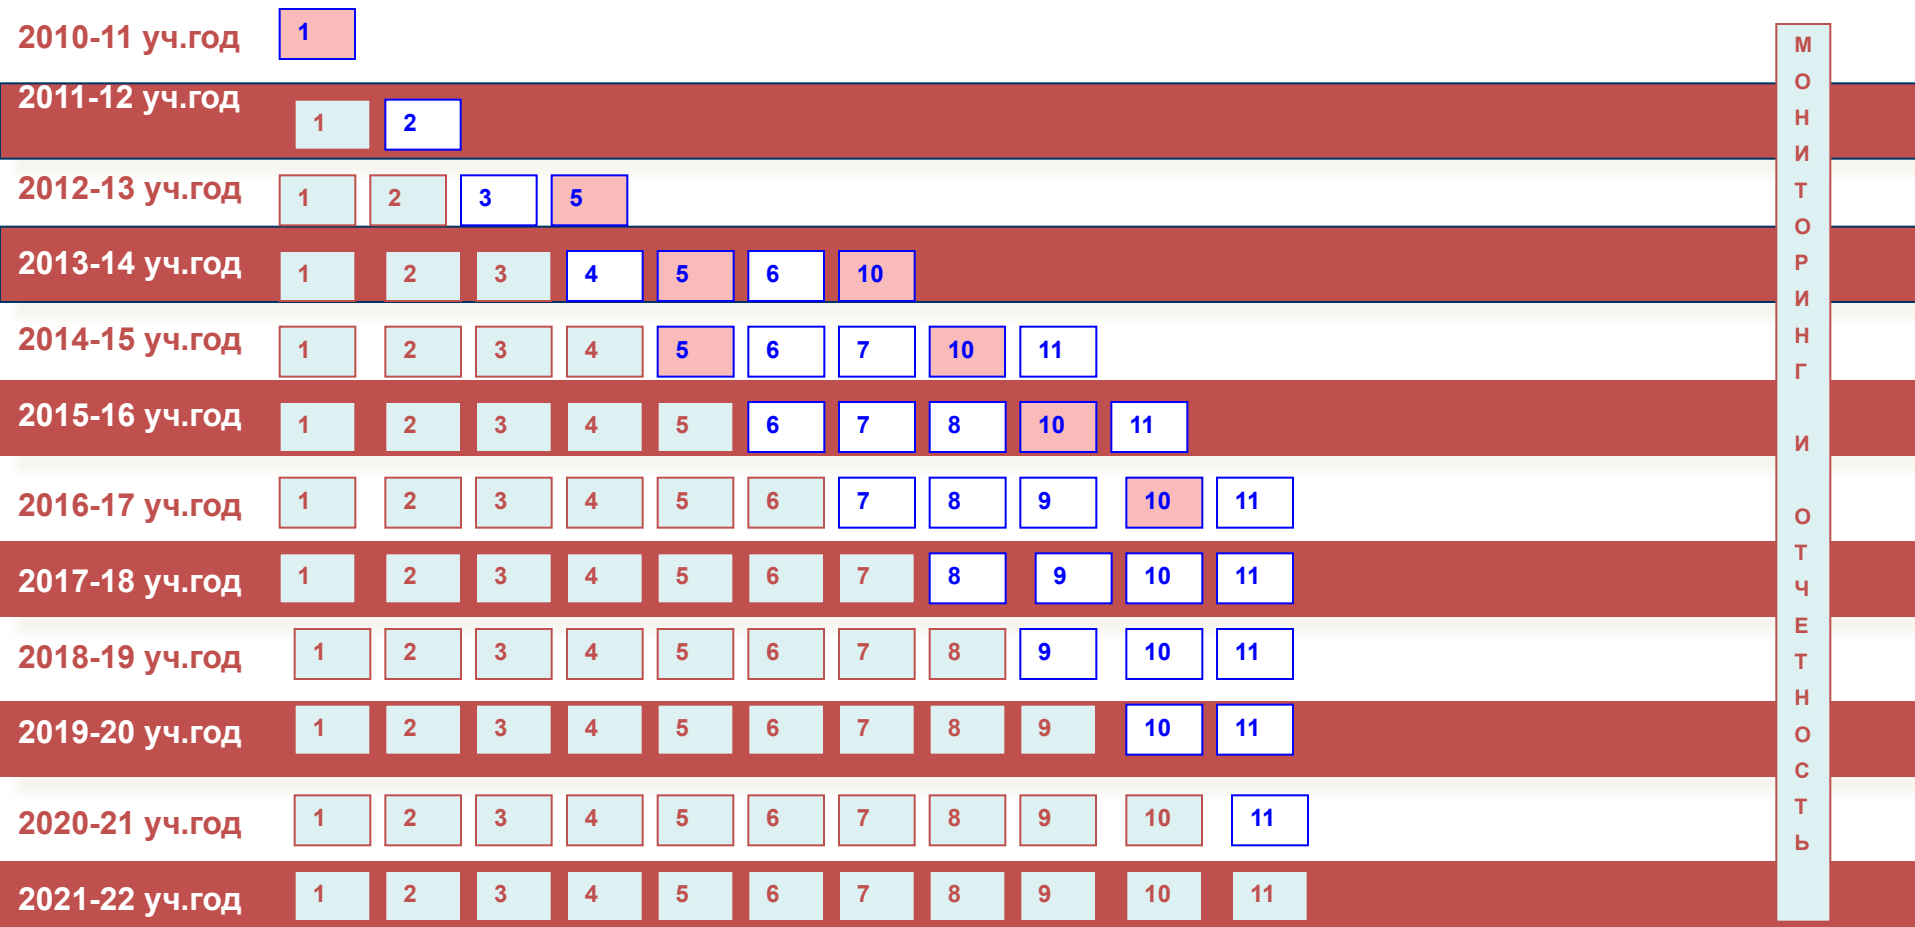 2010-11 уч.год 1
2011-12 уч.год 1 2
2012-13 уч.год 1 2 3 5
2013-14 уч.год 1 2 3 4 5 6 10
2014-15 уч.год 1 2 3 4 5 6 7 10 11
2015-16 уч.год 1 2 3 4 5 6 7 8 10 11
2016-17 уч.год 1 2 3 4 5 6 7 8 9 10 11
2017-18 уч.год 1 2 3 4 5 6 7 8 9 10 11
2018-19 уч.год 1 2 3 4 5 6 7 8 9 10 11
2019-20 уч.год 1 2 3 4 5 6 7 8 9 10 11
2020-21 уч.год 1 2 3 4 5 6 7 8 9 10 11
2021-22 уч.год 1 2 3 4 5 6 7 8 9 10 11
МОНИТОРИНГ И ОТЧЕТНОСТЬ